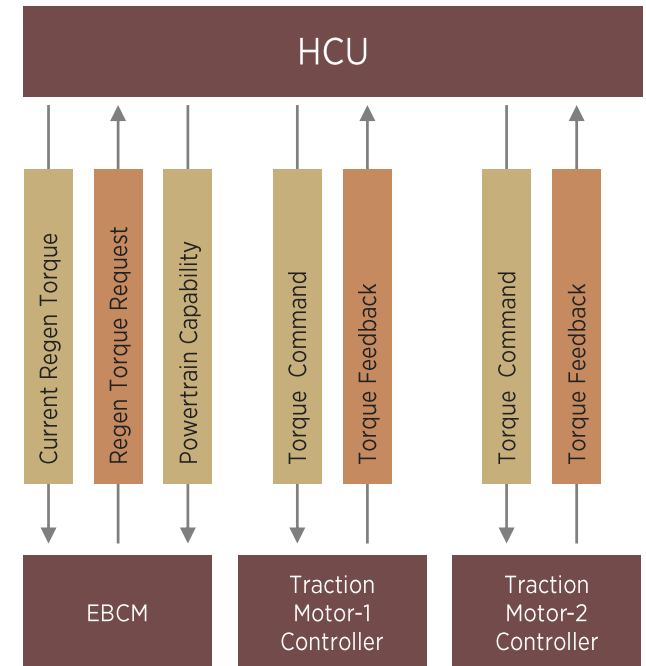 HCU
Current Regen Torque
Regen Torque Request
Powertrain Capability
Torque Command
Torque Feedback
Torque Command
Torque Feedback
EBCM
Traction
Motor-1
Controller
Traction
Motor-2
Controller